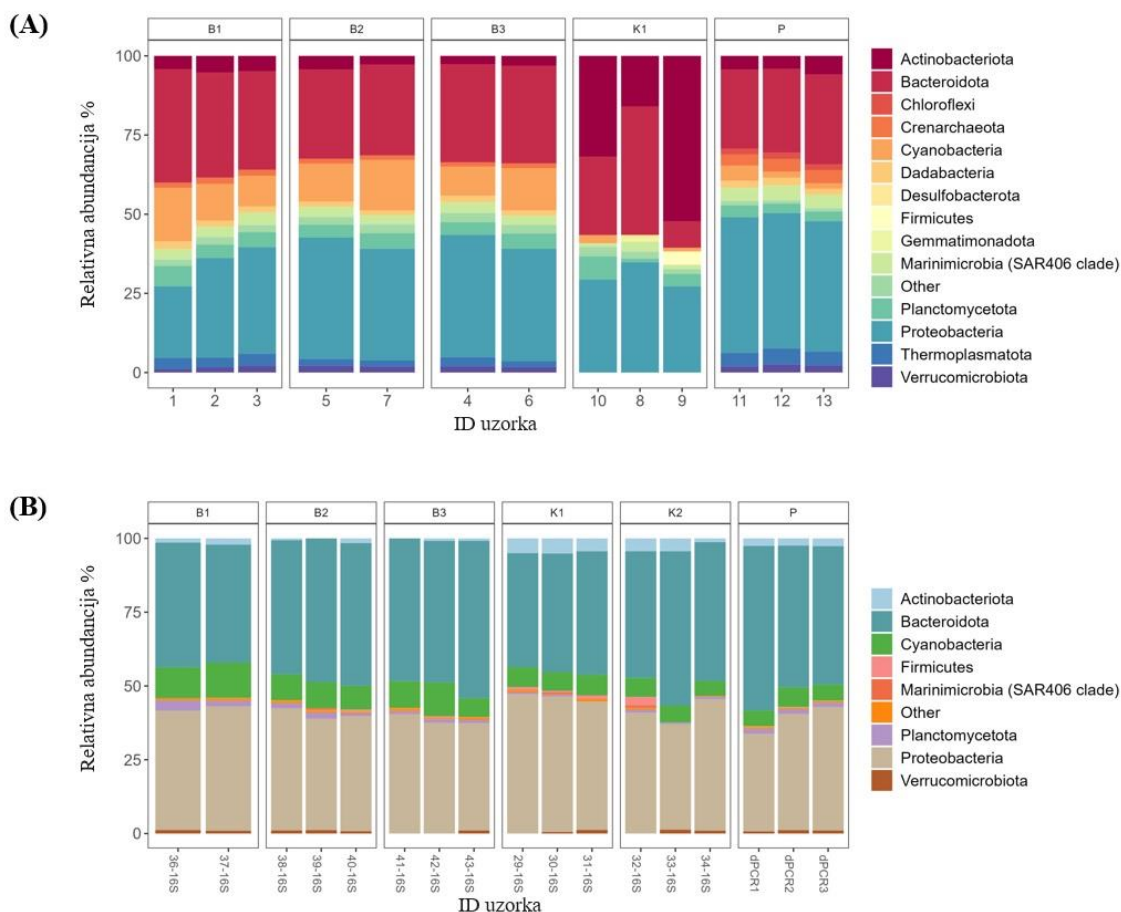 (A)
B1 B2 B3 K1 P
100
75
50
25
0
Relativna abundancija %
1 2 3 5 7 4 6 10 8 9 11 12 13
ID uzorka
Actinobacteriota
Bacteroidota
Chloroflexi
Crenarchaeota
Cyanobacteria
Dadabacteria
Desulfobacterota
Firmicutes
Gemmatimonadota
Marinimicrobia (SAR406 clade)
Other
Planctomycetota
Proteobacteria
Thermoplasmatota
Verrucomicrobiota
(B)
B1 B2 B3 K1 K2 P
100
75
50
25
0
Relativna abundancija %
36-16S 37-16S 38-16S 39-16S 40-16S 41-16S 42-16S 43-16S 29-16S 30-16S 31-16S 32-16S 33-16S 34-16S dPCR1 dPCR2 dPCR3
ID uzorka
Actinobacteriota
Bacteroidota
Cyanobacteria
Firmicutes
Marinimicrobia (SAR406 clade)
Other
Planctomycetota
Proteobacteria
Verrucomicrobiota